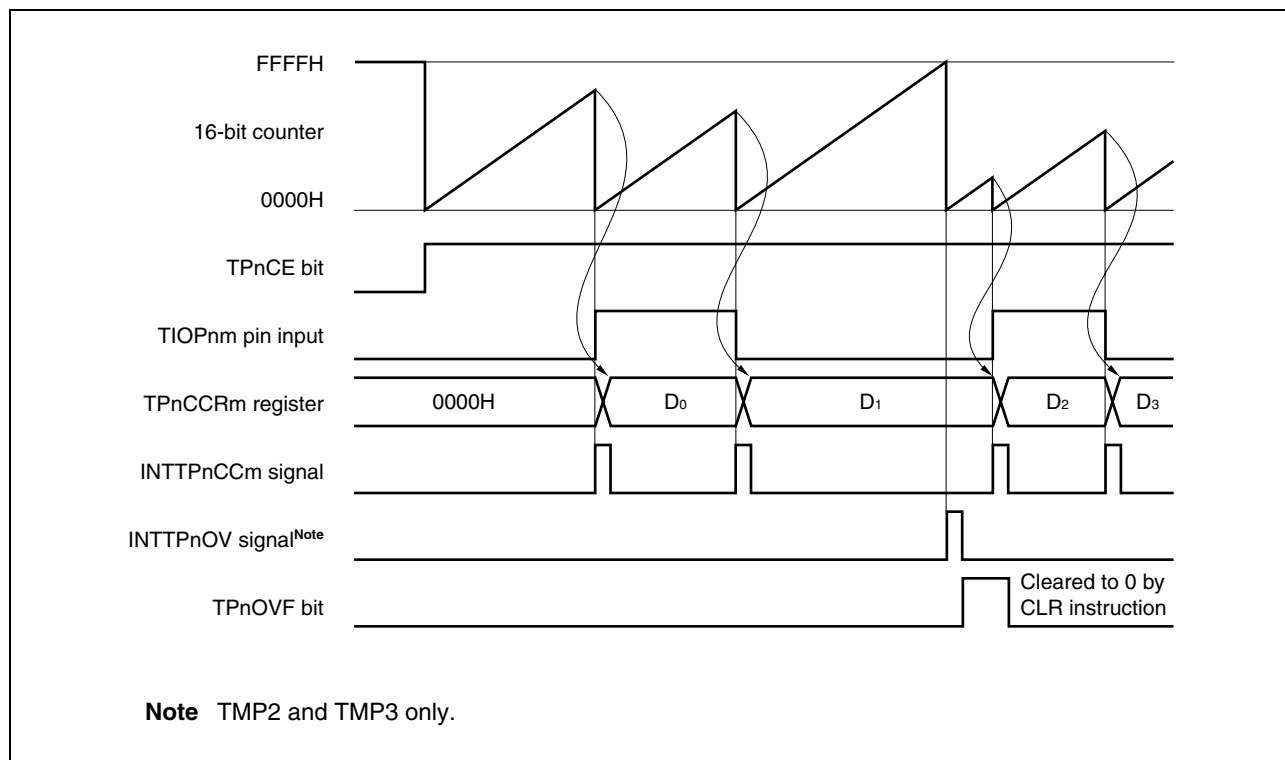 FFFFH
16-bit counter
0000H
TPnCE bit
TIOPnm pin input
TPnCCRm register
0000H
D0
D1
D2
D3
INTTPnCCm signal
INTTPnOV signalNote
TPnOVF bit
Cleared to 0 by
CLR instruction
Note TMP2 and TMP3 only.